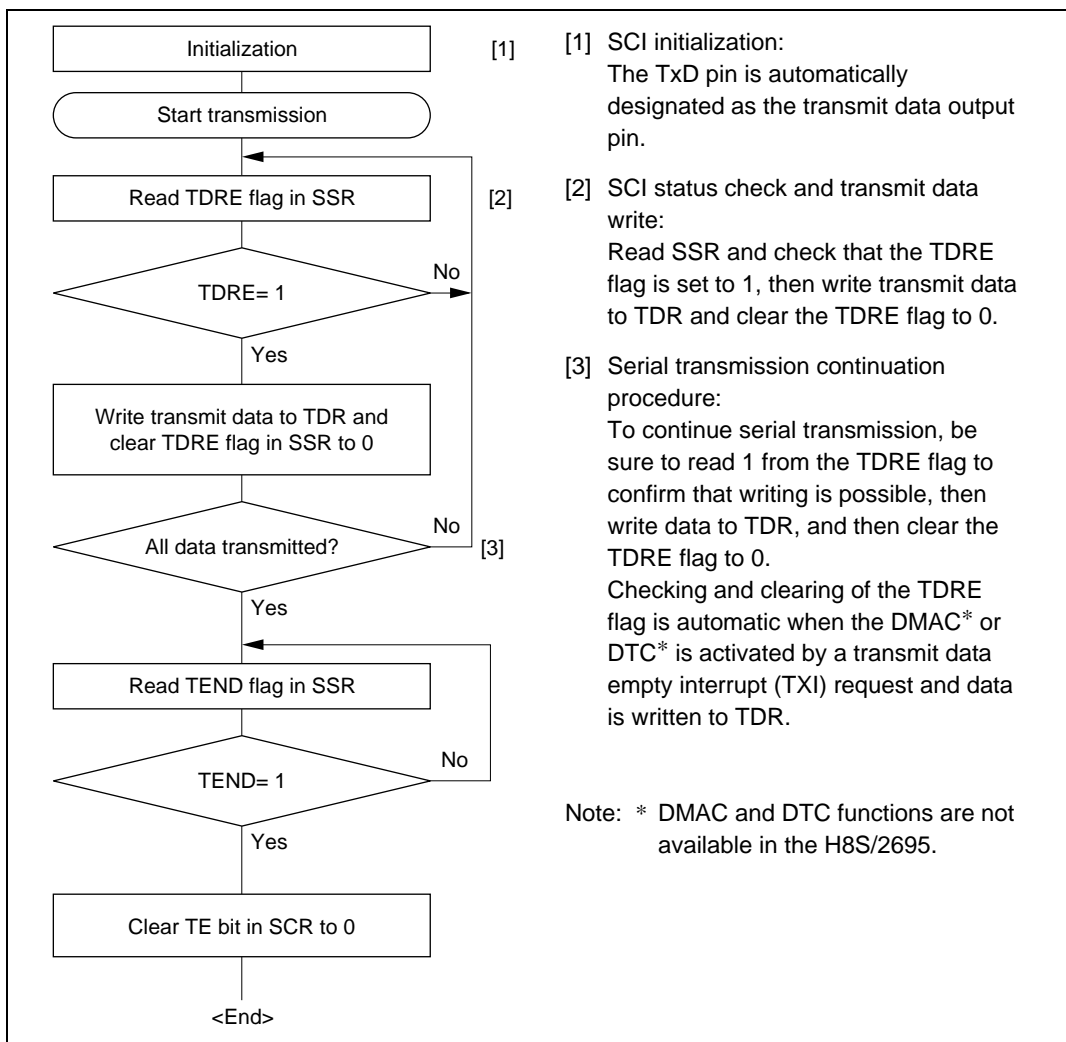 Initialization [1]
Start transmission
Read TDRE flag in SSR [2]
No
TDRE= 1
Yes
Write transmit data to TDR and
clear TDRE flag in SSR to 0
No
All data transmitted? [3]
Yes
Read TEND flag in SSR
No
TEND= 1
Yes
Clear TE bit in SCR to 0
<End>
[1] SCI initialization:
The TxD pin is automatically
designated as the transmit data output
pin.
[2] SCI status check and transmit data
write:
Read SSR and check that the TDRE
flag is set to 1, then write transmit data
to TDR and clear the TDRE flag to 0.
[3] Serial transmission continuation
procedure:
To continue serial transmission, be
sure to read 1 from the TDRE flag to
confirm that writing is possible, then
write data to TDR, and then clear the
TDRE flag to 0.
Checking and clearing of the TDRE
flag is automatic when the DMAC* or
DTC* is activated by a transmit data
empty interrupt (TXI) request and data
is written to TDR.
Note: * DMAC and DTC functions are not
available in the H8S/2695.